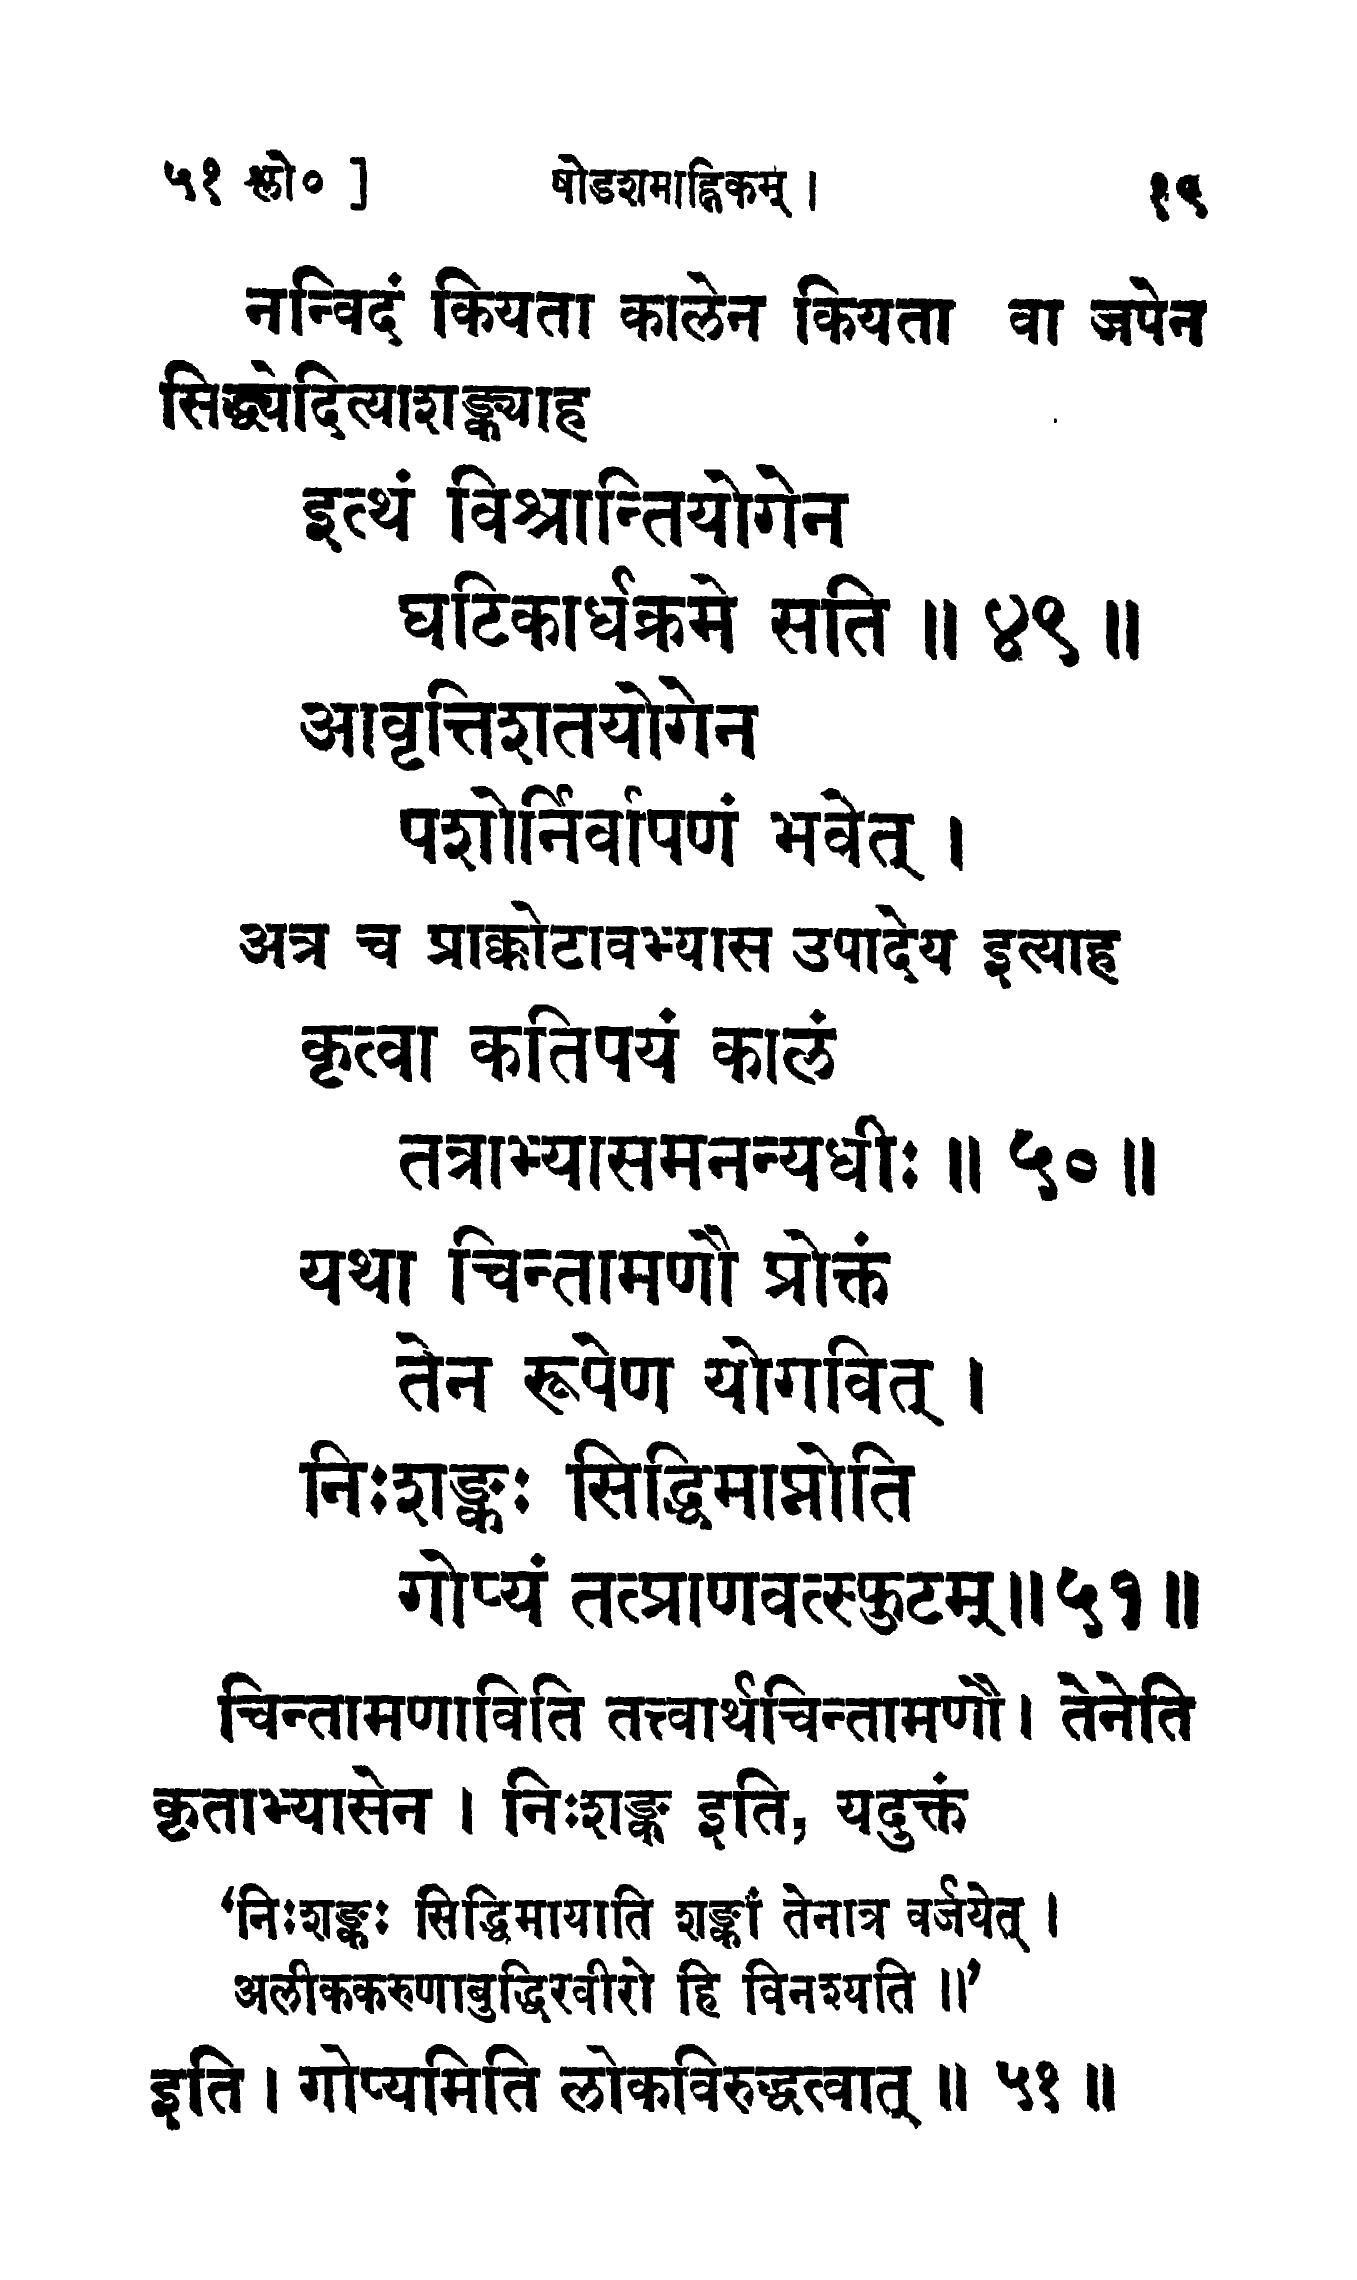 ५१ श्लो० ] षोडशमाह्निकम् । १९
नन्विदं कियता कालेन कियता वा जपेन
सिद्ध्येदित्याशङ्क्याह
इत्थं विश्रान्तियोगेन
घटिकार्धक्रमे सति ॥ ४९ ॥
आवृत्तिशतयोगेन
पशोर्निर्वापणं भवेत् ।
अत्र च प्राक्कोटावभ्यास उपादेय इत्याह
कृत्वा कतिपयं कालं
तत्राभ्यासमनन्यधीः ॥ ५० ॥
यथा चिन्तामणौ प्रोक्तं
तेन रूपेण योगवित् ।
निःशङ्कः सिद्धिमाप्नोति
गोप्यं तत्प्राणवत्स्फुटम् ॥ ५१ ॥
चिन्तामणाविति तत्त्वार्थचिन्तामणौ । तेनेति
कृताभ्यासेन । निःशङ्क इति, यदुक्तं
‘निःशङ्कः सिद्धिमायाति शङ्कां तेनात्र वर्जयेत् ।
अलीककरुणाबुद्धिरवीरो हि विनश्यति ॥’
इति । गोप्यमिति लोकविरुद्धत्वात् ॥ ५१ ॥